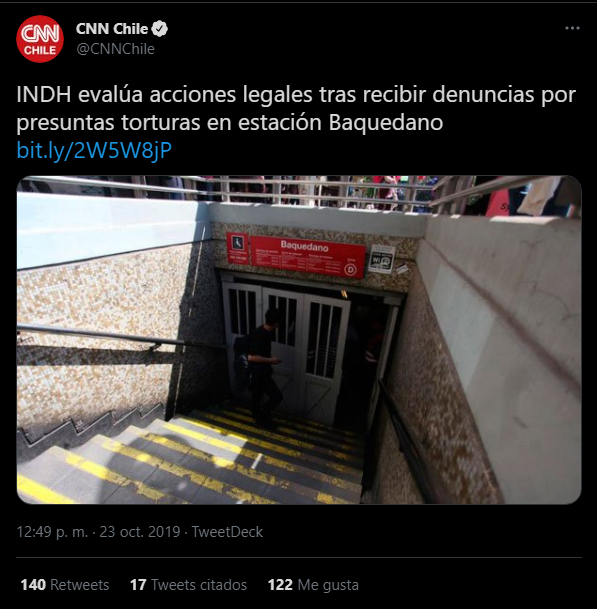 CNN
CHILE
CNN Chile
@CNNChile
INDH evalúa acciones legales tras recibir denuncias por
presuntas torturas en estación Baquedano
bit.ly/2W5W8jP
Baquedano
D
12:49 p. m. · 23 oct. 2019 · TweetDeck
140 Retweets 17 Tweets citados 122 Me gusta